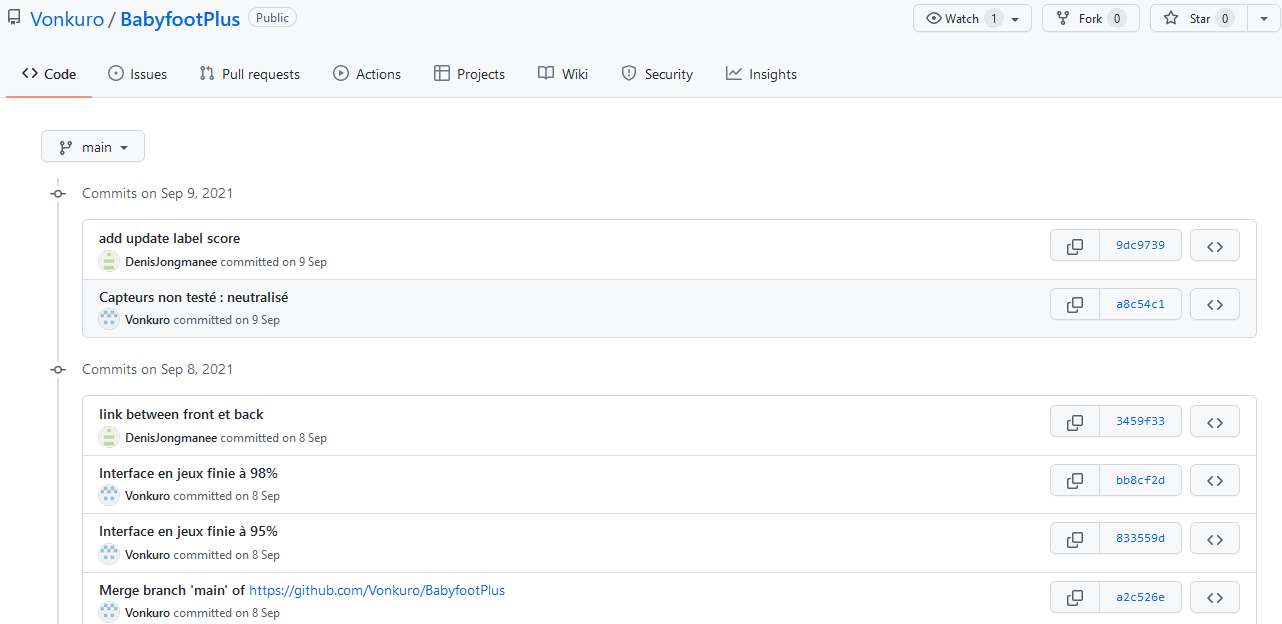 Vonkuro / BabyfootPlus Public Watch 1 Fork 0 Star 0
Code Issues Pull requests Actions Projects Wiki Security Insights
main
Commits on Sep 9, 2021
add update label score
DenisJongmanee committed on 9 Sep
9dc9739
Capteurs non testé : neutralisé
Vonkuro committed on 9 Sep
a8c54c1
Commits on Sep 8, 2021
link between front et back
DenisJongmanee committed on 8 Sep
3459f33
Interface en jeux finie à 98%
Vonkuro committed on 8 Sep
bb8cf2d
Interface en jeux finie à 95%
Vonkuro committed on 8 Sep
833559d
Merge branch 'main' of https://github.com/Vonkuro/BabyfootPlus
Vonkuro committed on 8 Sep
a2c526e